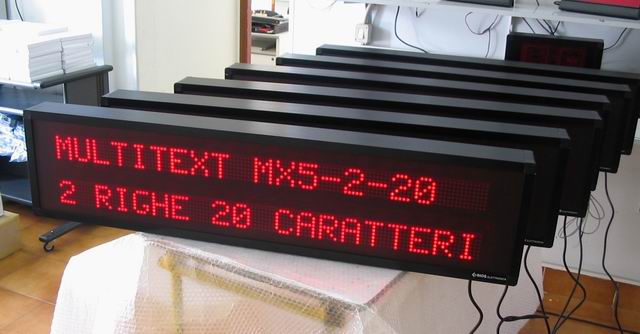 MULTITEXT MX5-2-20
2 RIGHE 20 CARATTERI